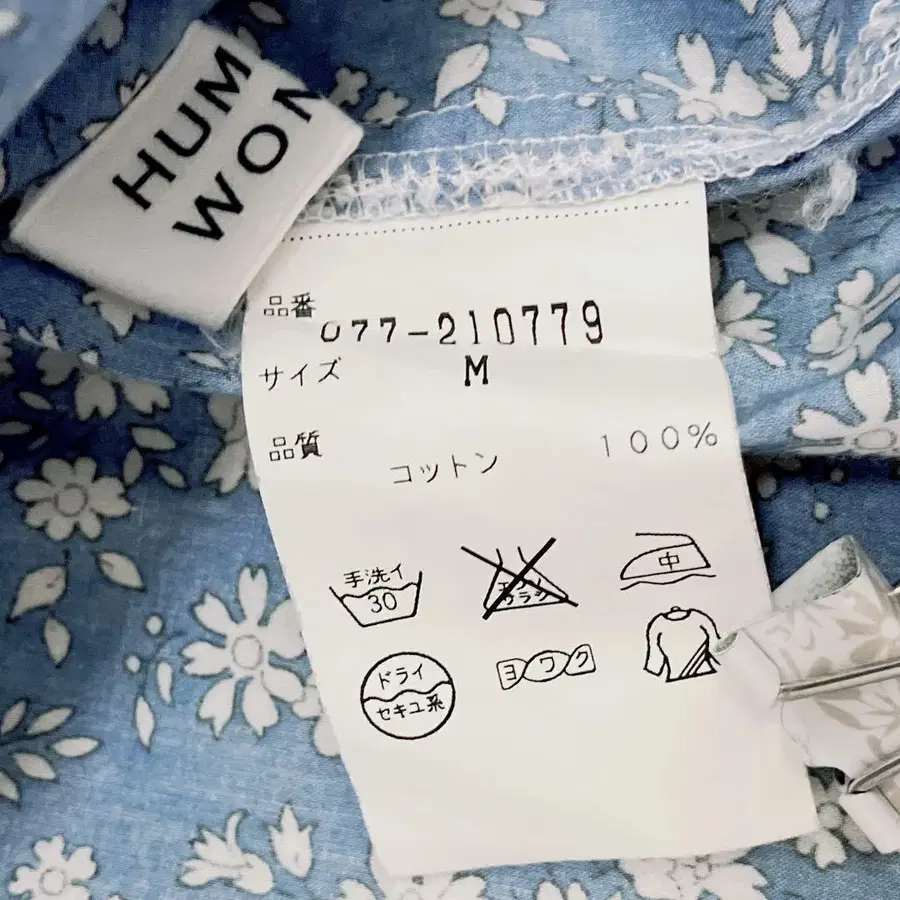 HUM
WOM
品番
077-210779
サイズ
M
品質
100%
コットン
手洗イ
30
中
ドライ
セキユ系
ヨワク